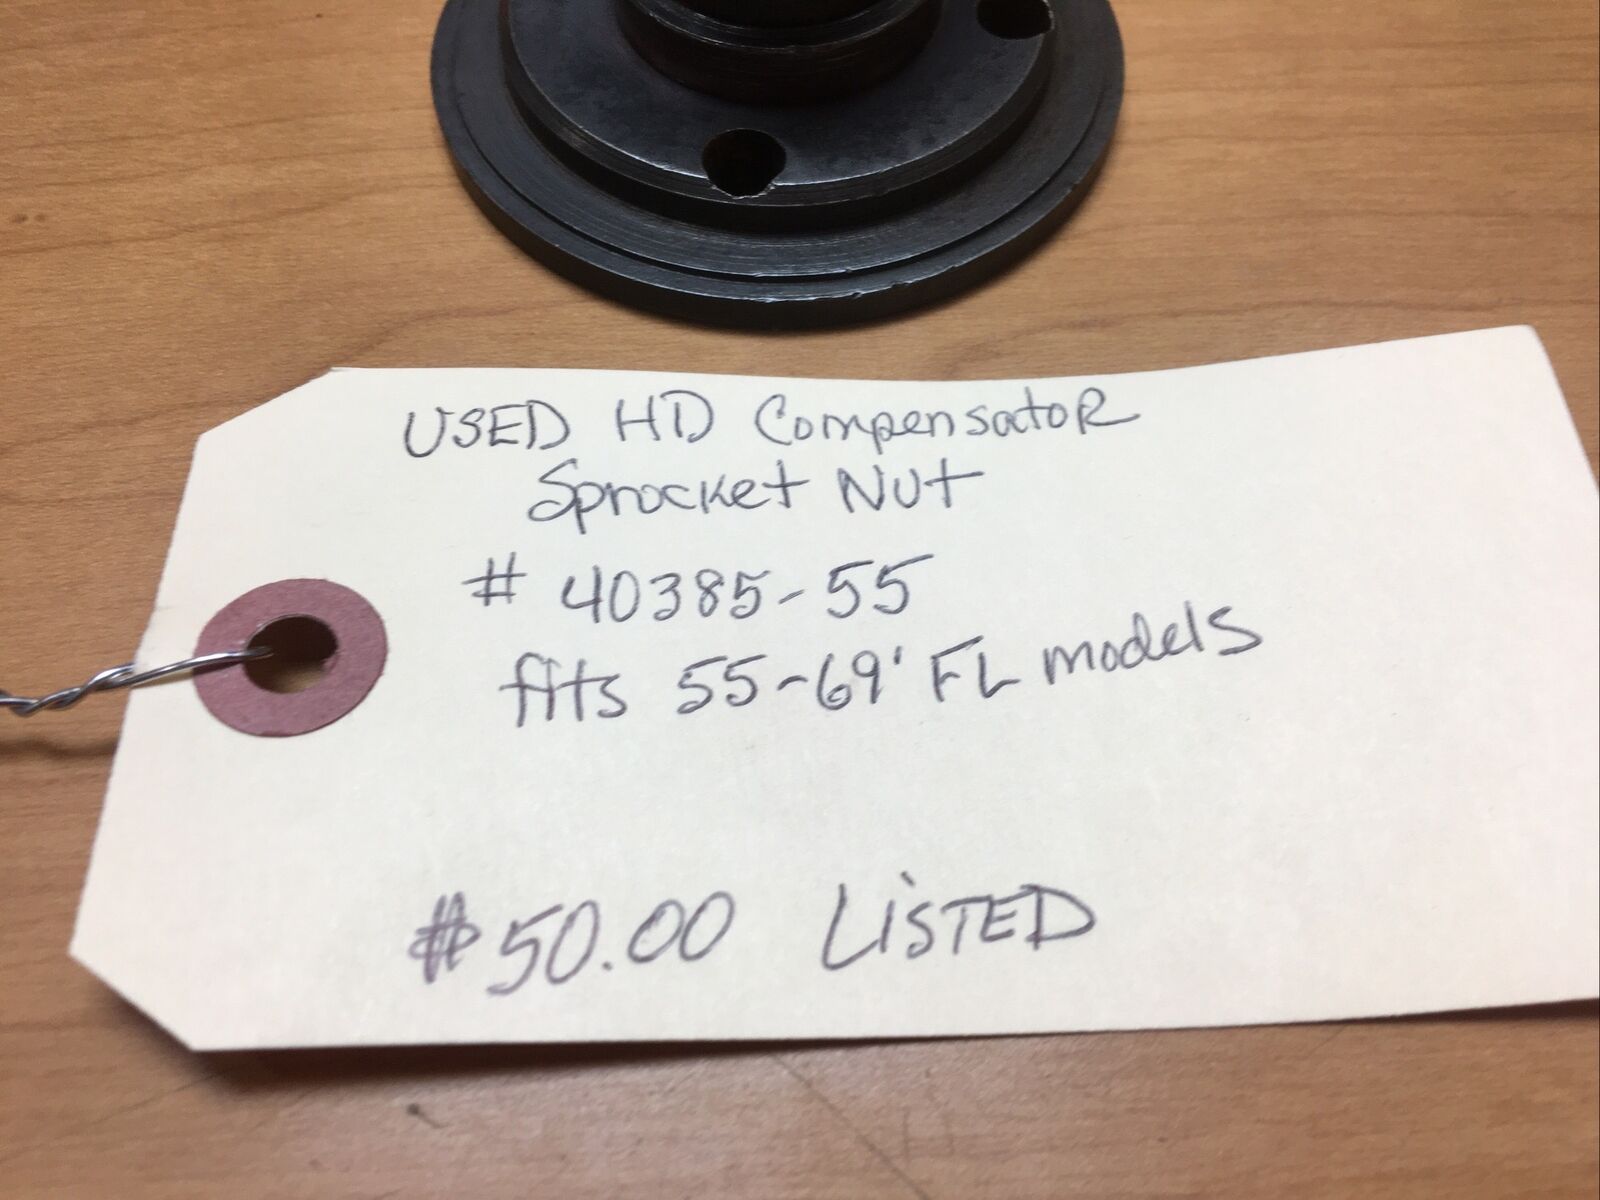 USED HD CompensatoR
Sprocket Nut
# 40385-55
fits 55-69' FL models
$50.00 LiSTED